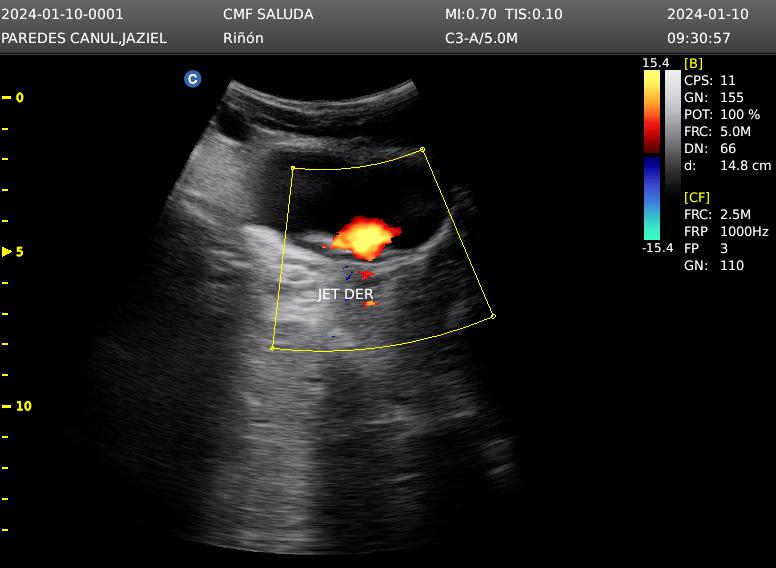 2024-01-10-0001 CMF SALUDA MI:0.70 TIS:0.10 2024-01-10
PAREDES CANUL,JAZIEL Riñón C3-A/5.0M 09:30:57
C
15.4 [B]
CPS: 11
GN: 155
POT: 100 %
FRC: 5.0M
DN: 66
d: 14.8 cm
[CF]
FRC: 2.5M
FRP 1000Hz
-15.4 FP 3
GN: 110
0
5
10
JET DER